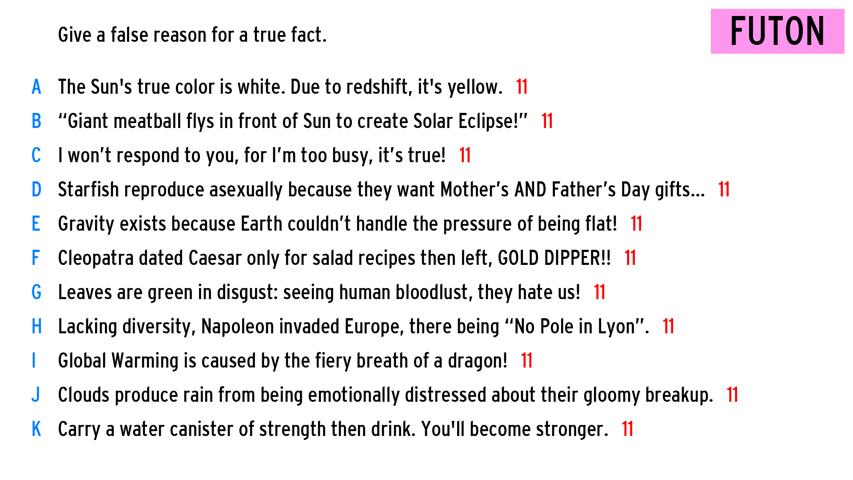 Give a false reason for a true fact.
FUTON
A The Sun's true color is white. Due to redshift, it's yellow. 11
B “Giant meatball flys in front of Sun to create Solar Eclipse!” 11
C I won’t respond to you, for I’m too busy, it’s true! 11
D Starfish reproduce asexually because they want Mother’s AND Father’s Day gifts... 11
E Gravity exists because Earth couldn’t handle the pressure of being flat! 11
F Cleopatra dated Caesar only for salad recipes then left, GOLD DIPPER!! 11
G Leaves are green in disgust: seeing human bloodlust, they hate us! 11
H Lacking diversity, Napoleon invaded Europe, there being “No Pole in Lyon”. 11
I Global Warming is caused by the fiery breath of a dragon! 11
J Clouds produce rain from being emotionally distressed about their gloomy breakup. 11
K Carry a water canister of strength then drink. You'll become stronger. 11